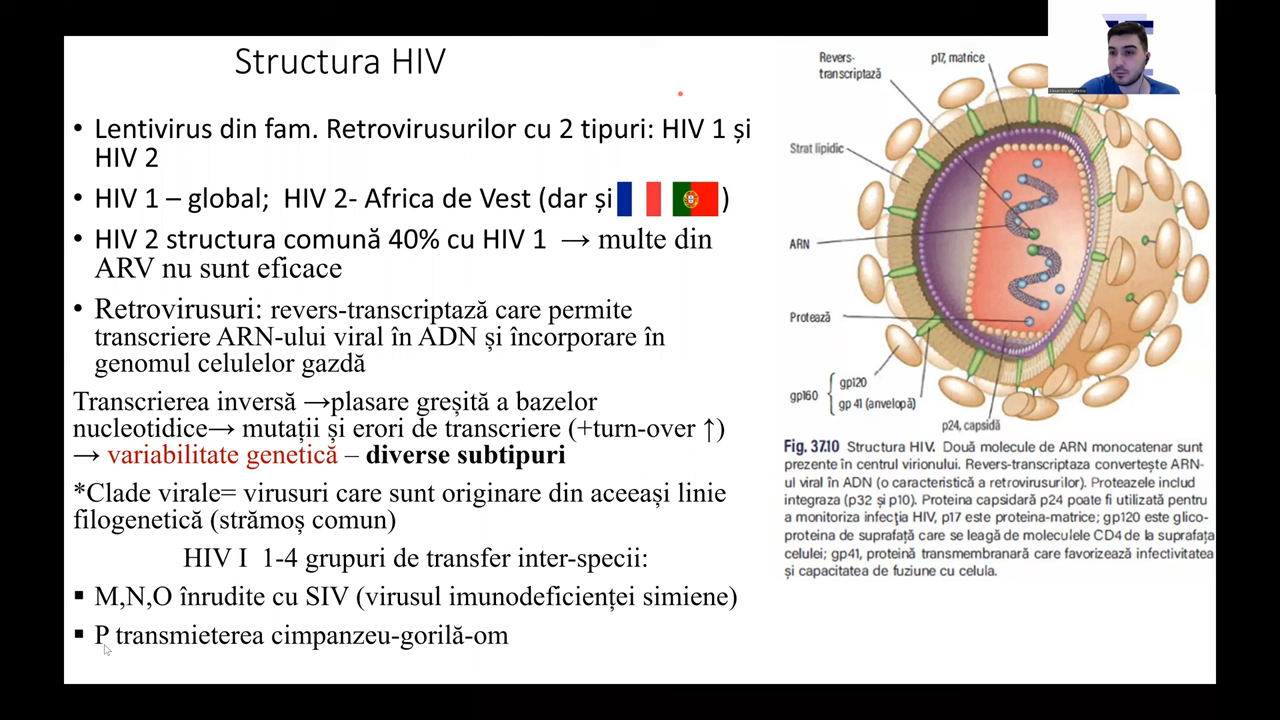 Structura HIV
• Lentivirus din fam. Retrovirusurilor cu 2 tipuri: HIV 1 și
HIV 2
• HIV 1 – global; HIV 2- Africa de Vest (dar și )
• HIV 2 structura comună 40% cu HIV 1 → multe din
ARV nu sunt eficace
• Retrovirusuri: revers-transcriptază care permite
transcriere ARN-ului viral în ADN și încorporare în
genomul celulelor gazdă
Transcrierea inversă →plasare greșită a bazelor
nucleotidice→ mutații și erori de transcriere (+turn-over ↑)
→ variabilitate genetică – diverse subtipuri
*Clade virale= virusuri care sunt originare din aceeași linie
filogenetică (strămoș comun)
HIV I 1-4 grupuri de transfer inter-specii:
▪ M,N,O înrudite cu SIV (virusul imunodeficienței simiene)
▪ P transmieterea cimpanzeu-gorilă-om
Revers-
transcriptază
p17, matrice
Strat lipidic
ARN
Protează
gp160
gp120
gp 41 (anvelopă)
p24, capsidă
Fig. 37.10 Structura HIV. Două molecule de ARN monocatenar sunt
prezente în centrul virionului. Revers-transcriptaza convertește ARN-
ul viral în ADN (o caracteristică a retrovirusurilor). Proteazele includ
integraza (p32 și p10). Proteina capsidară p24 poate fi utilizată pentru
a monitoriza infecția HIV, p17 este proteina-matrice; gp120 este glico-
proteina de suprafață care se leagă de moleculele CD4 de la suprafața
celulei; gp41, proteină transmembranară care favorizează infectivitatea
și capacitatea de fuziune cu celula.